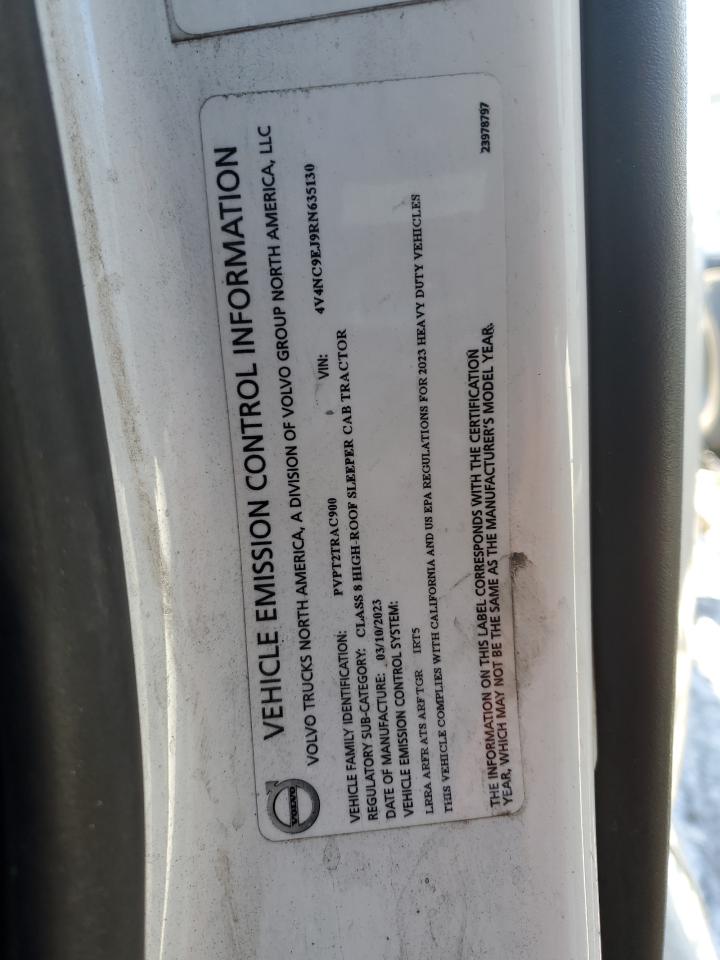 VEHICLE EMISSION CONTROL INFORMATION
VOLVO TRUCKS NORTH AMERICA, A DIVISION OF VOLVO GROUP NORTH AMERICA, LLC
VOLVO
VEHICLE FAMILY IDENTIFICATION: PVPT2TRAC900 VIN: 4V4NC9EJ9RN635130
REGULATORY SUB-CATEGORY: CLASS 8 HIGH-ROOF SLEEPER CAB TRACTOR
DATE OF MANUFACTURE: 03/10/2023
VEHICLE EMISSION CONTROL SYSTEM:
LRRA ARFR ATS ARF TGR IRT5
THIS VEHICLE COMPLIES WITH CALIFORNIA AND US EPA REGULATIONS FOR 2023 HEAVY DUTY VEHICLES
THE INFORMATION ON THIS LABEL CORRESPONDS WITH THE CERTIFICATION
YEAR, WHICH MAY NOT BE THE SAME AS THE MANUFACTURER'S MODEL YEAR.
23978797